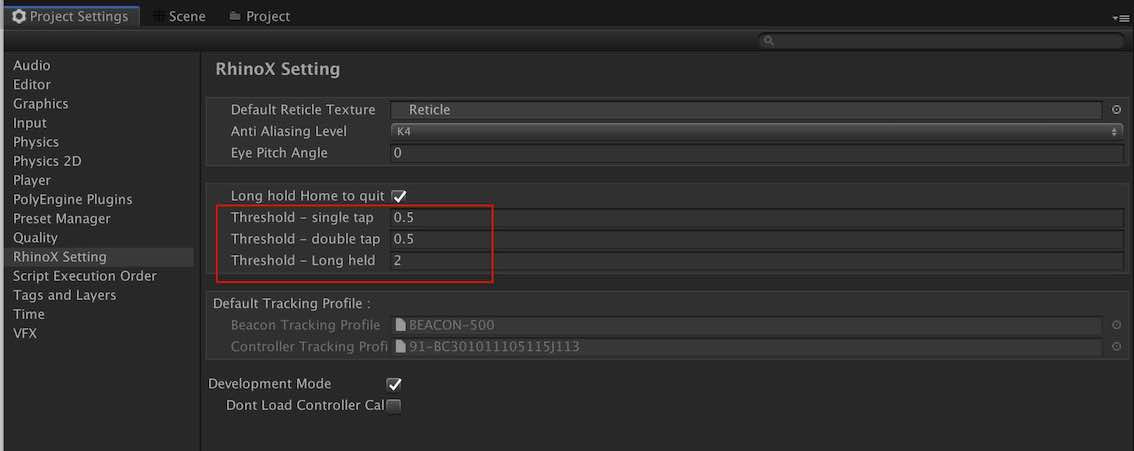 Project Settings Scene Project
Audio
Editor
Graphics
Input
Physics
Physics 2D
Player
PolyEngine Plugins
Preset Manager
Quality
RhinoX Setting
Script Execution Order
Tags and Layers
Time
VFX
RhinoX Setting
Default Reticle Texture Reticle
Anti Aliasing Level K4
Eye Pitch Angle 0
Long hold Home to quit
Threshold - single tap 0.5
Threshold - double tap 0.5
Threshold - Long held 2
Default Tracking Profile :
Beacon Tracking Profile BEACON-500
Controller Tracking Profi 91-BC301011105115J113
Development Mode
Dont Load Controller Cal